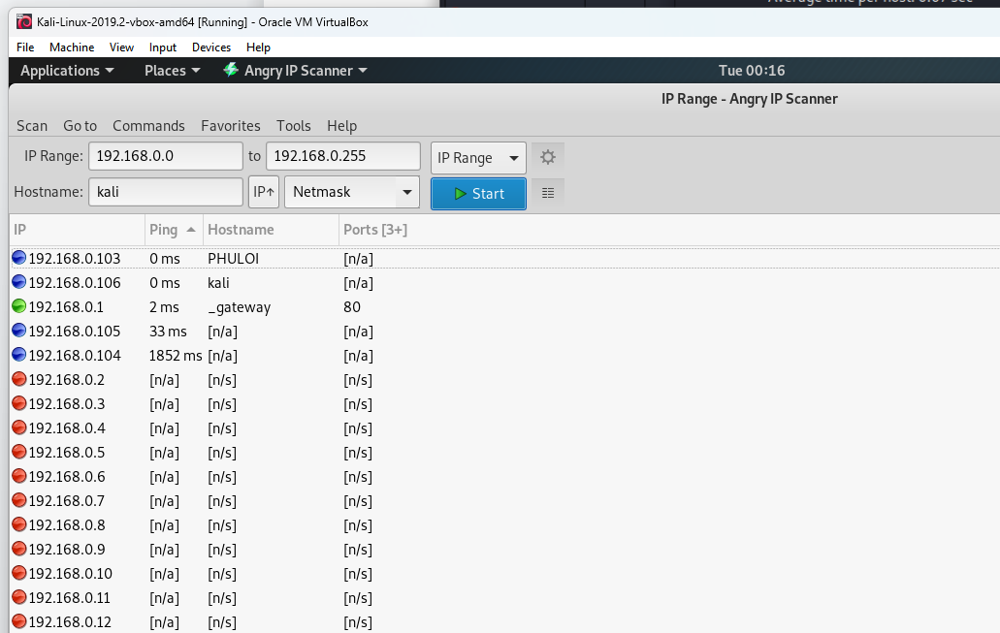 Average time per host: 0.07 sec
Kali-Linux-2019.2-vbox-amd64 [Running] - Oracle VM VirtualBox
File Machine View Input Devices Help
Applications Places Angry IP Scanner Tue 00:16
IP Range - Angry IP Scanner
Scan Go to Commands Favorites Tools Help
IP Range: 192.168.0.0 to 192.168.0.255 IP Range
Hostname: kali IP↑ Netmask Start
IP Ping Hostname Ports [3+]
192.168.0.103 0 ms PHULOI [n/a]
192.168.0.106 0 ms kali [n/a]
192.168.0.1 2 ms _gateway 80
192.168.0.105 33 ms [n/a] [n/a]
192.168.0.104 1852 ms [n/a] [n/a]
192.168.0.2 [n/a] [n/s] [n/s]
192.168.0.3 [n/a] [n/s] [n/s]
192.168.0.4 [n/a] [n/s] [n/s]
192.168.0.5 [n/a] [n/s] [n/s]
192.168.0.6 [n/a] [n/s] [n/s]
192.168.0.7 [n/a] [n/s] [n/s]
192.168.0.8 [n/a] [n/s] [n/s]
192.168.0.9 [n/a] [n/s] [n/s]
192.168.0.10 [n/a] [n/s] [n/s]
192.168.0.11 [n/a] [n/s] [n/s]
192.168.0.12 [n/a] [n/s] [n/s]